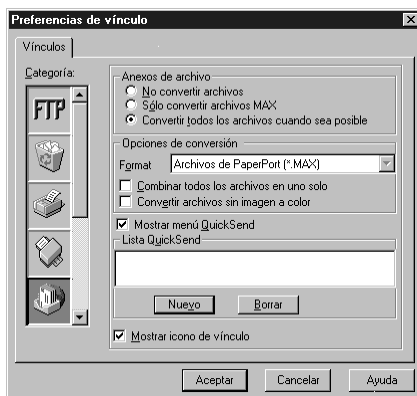 Preferencias de vínculo
Vínculos
Categoría:
FTP
Anexos de archivo
No convertir archivos
Sólo convertir archivos MAX
Convertir todos los archivos cuando sea posible
Opciones de conversión
Format Archivos de PaperPort (*.MAX)
Combinar todos los archivos en uno solo
Convertir archivos sin imagen a color
Mostrar menú QuickSend
Lista QuickSend
Nuevo Borrar
Mostrar icono de vínculo
Aceptar Cancelar Ayuda